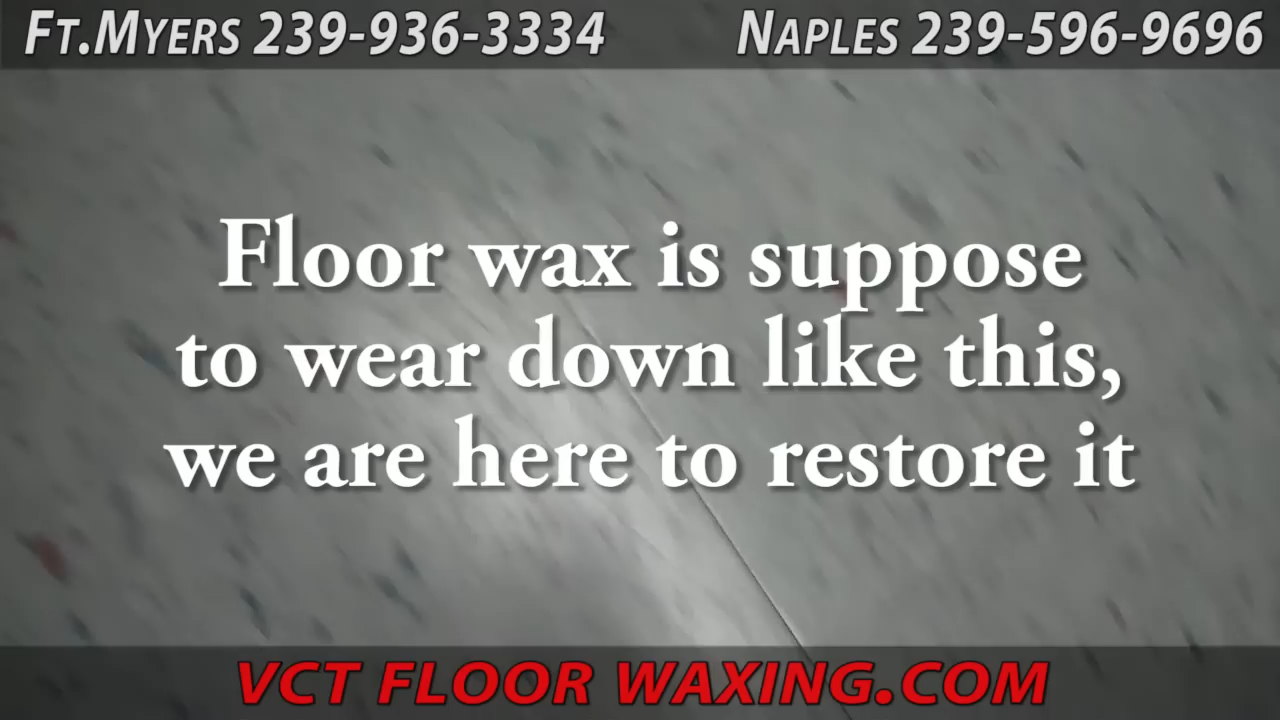 Ft.Myers 239-936-3334
Naples 239-596-9696
Floor wax is suppose
to wear down like this,
we are here to restore it
VCT FLOOR WAXING.COM